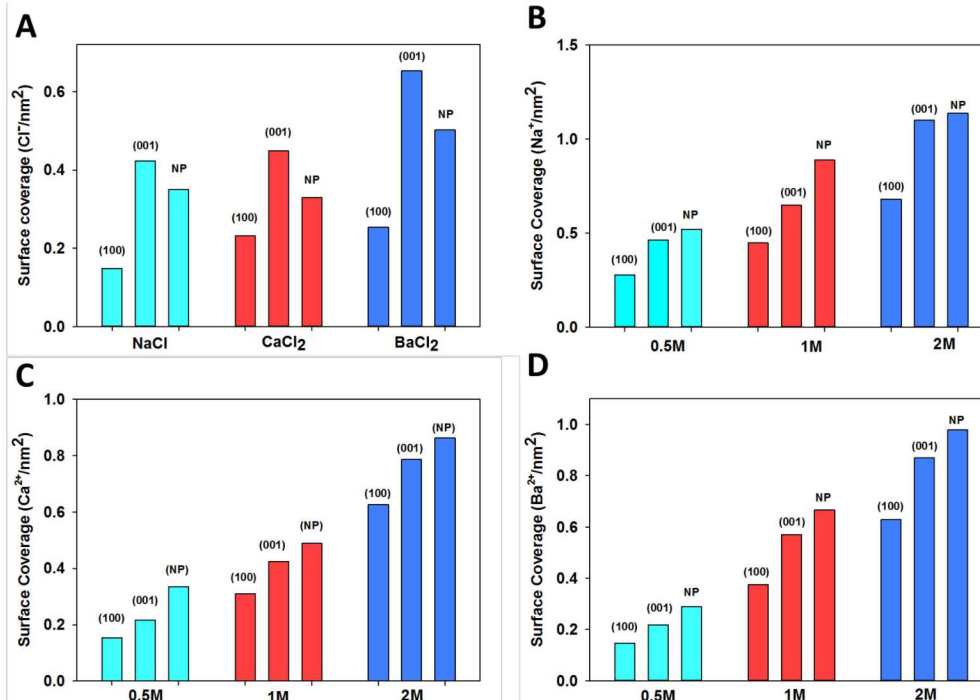 A
Surface coverage (Cl⁻/nm²)
0.6
0.4
0.2
0.0
(100)
(001)
NP
(100)
(001)
NP
(100)
(001)
NP
NaCl
CaCl₂
BaCl₂
B
Surface Coverage (Na⁺/nm²)
1.5
1.0
0.5
0.0
(100)
(001)
NP
(100)
(001)
NP
(100)
(001)
NP
0.5M
1M
2M
C
Surface Coverage (Ca²⁺/nm²)
1.0
0.8
0.6
0.4
0.2
0.0
(100)
(001)
(NP)
(100)
(001)
(NP)
(100)
(001)
(NP)
0.5M
1M
2M
D
Surface Coverage (Ba²⁺/nm²)
1.0
0.8
0.6
0.4
0.2
0.0
(100)
(001)
NP
(100)
(001)
NP
(100)
(001)
NP
0.5M
1M
2M